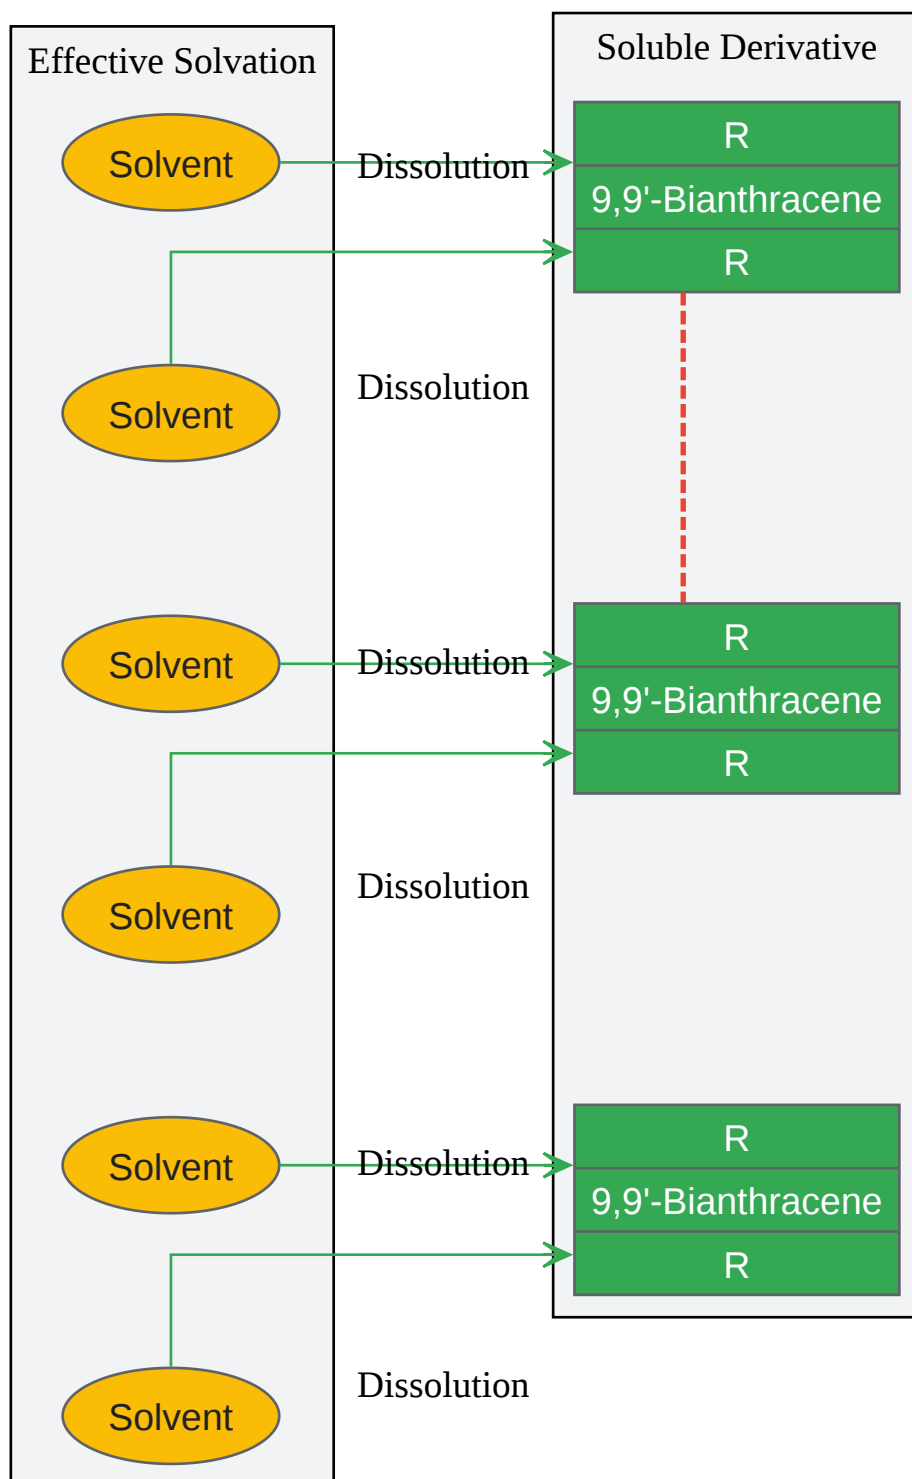 Effective Solvation
Soluble Derivative
Solvent
Dissolution
R
9,9'-Bianthracene
R
Solvent
Dissolution
Solvent
Dissolution
R
9,9'-Bianthracene
R
Solvent
Dissolution
Solvent
Dissolution
R
9,9'-Bianthracene
R
Solvent
Dissolution